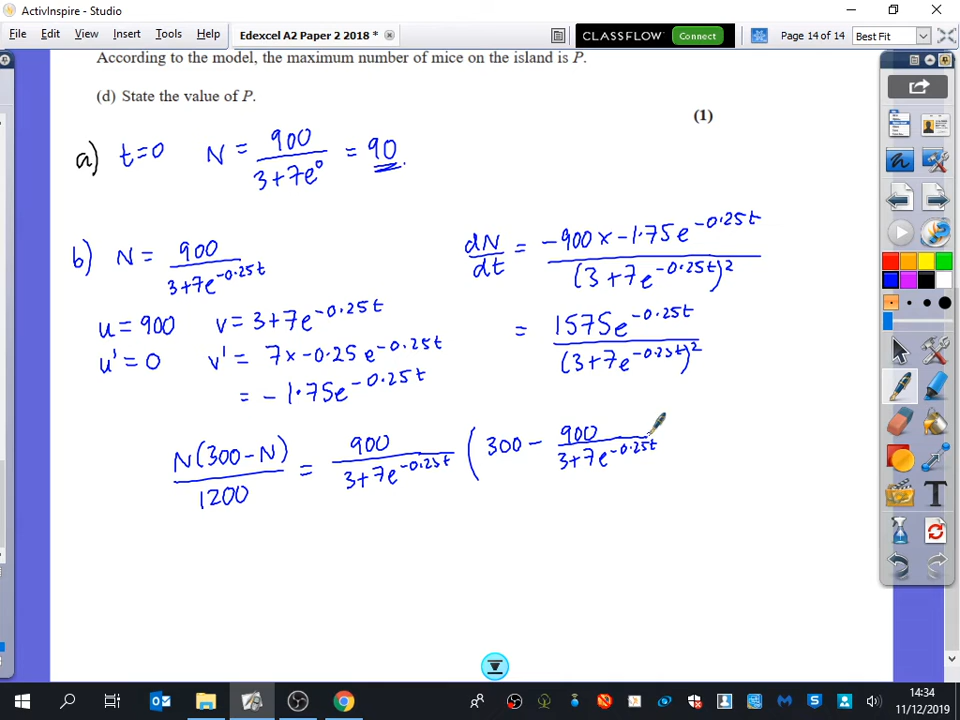 ActivInspire - Studio
File Edit View Insert Tools Help Edexcel A2 Paper 2 2018 * CLASSFLOW Connect Page 14 of 14 Best Fit
According to the model, the maximum number of mice on the island is P.
(d) State the value of P.
(1)
a) t=0 N = 900/(3+7e^0) = 90.
b) N = 900/(3+7e^-0.25t)
dN/dt = (-900 x -1.75e^-0.25t)/(3+7e^-0.25t)^2
u = 900 v = 3+7e^-0.25t
= 1575e^-0.25t/(3+7e^-0.25t)^2
u' = 0 v' = 7x -0.25 e^-0.25t
= -1.75e^-0.25t
N(300-N)/1200 = 900/(3+7e^-0.25t) (300 - 900/(3+7e^-0.25t)
14:34
11/12/2019